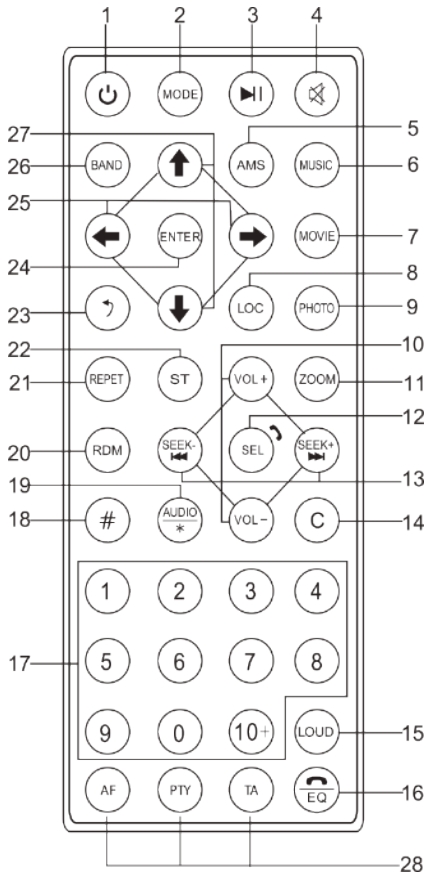 1 2 3 4
MODE
27
5
26 BAND AMS MUSIC 6
25
ENTER MOVIE 7
24
8
23 LOC PHOTO 9
22
10
21 REPET ST VOL+ ZOOM 11
12
20 RDM SEEK- SEL SEEK+
19
13
18 # AUDIO VOL- C 14
*
1 2 3 4
17 5 6 7 8
9 0 10+ LOUD 15
AF PTY TA EQ 16
28